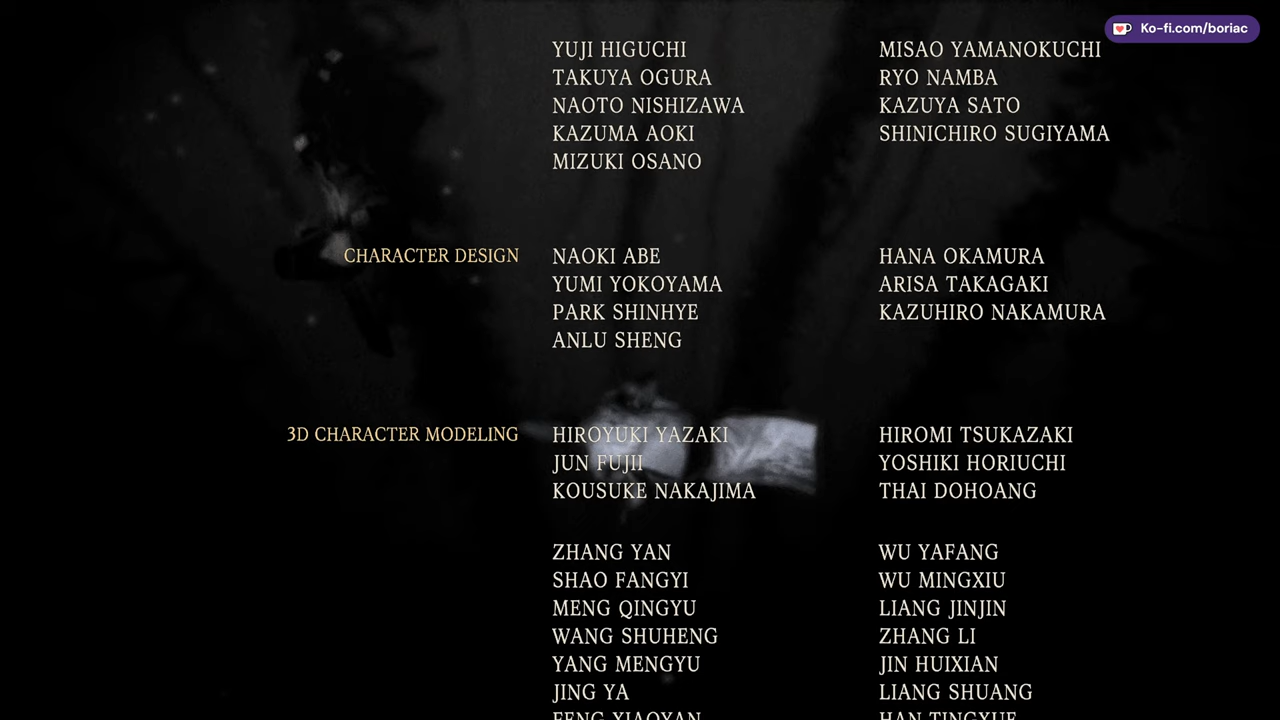 Ko-fi.com/boriac
YUJI HIGUCHI MISAO YAMANOKUCHI
TAKUYA OGURA RYO NAMBA
NAOTO NISHIZAWA KAZUYA SATO
KAZUMA AOKI SHINICHIRO SUGIYAMA
MIZUKI OSANO
CHARACTER DESIGN NAOKI ABE HANA OKAMURA
YUMI YOKOYAMA ARISA TAKAGAKI
PARK SHINHYE KAZUHIRO NAKAMURA
ANLU SHENG
3D CHARACTER MODELING HIROYUKI YAZAKI HIROMI TSUKAZAKI
JUN FUJII YOSHIKI HORIUCHI
KOUSUKE NAKAJIMA THAI DOHOANG
ZHANG YAN WU YAFANG
SHAO FANGYI WU MINGXIU
MENG QINGYU LIANG JINJIN
WANG SHUHENG ZHANG LI
YANG MENGYU JIN HUIXIAN
JING YA LIANG SHUANG
FENG XIAOYAN HAN TINGXUE